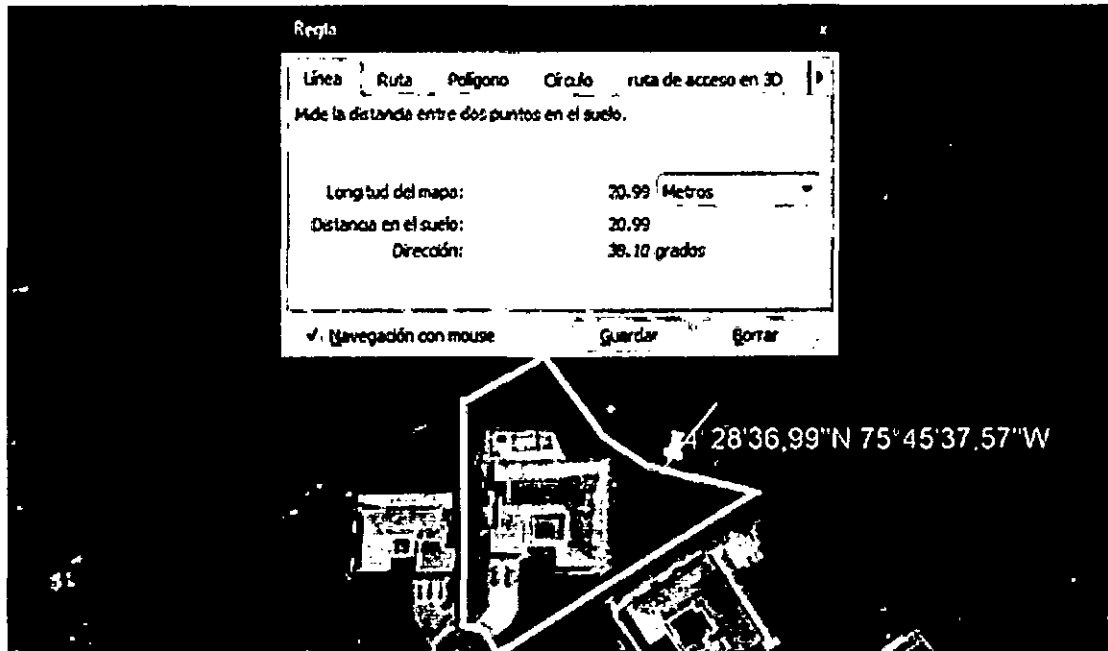 Regla x
Línea Ruta Polígono Círculo ruta de acceso en 3D
Mide la distancia entre dos puntos en el suelo.
Longitud del mapa: 20.99 Metros
Distancia en el suelo: 20.99
Dirección: 38.10 grados
✓ Navegación con mouse Guardar Borrar
4°28'36,99"N 75°45'37,57"W